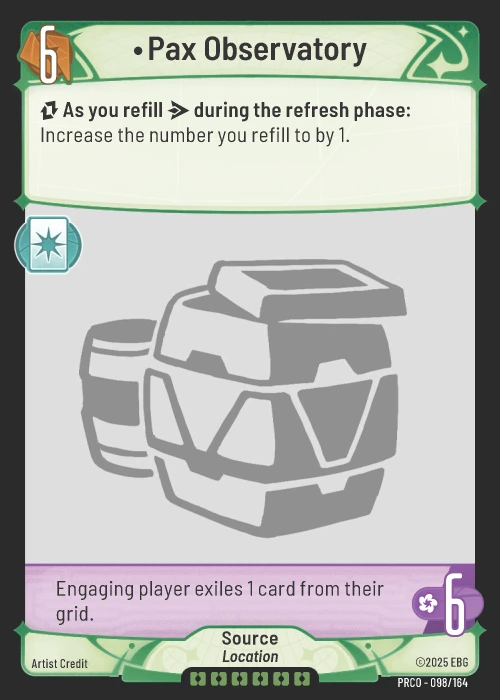 6
•Pax Observatory
As you refill during the refresh phase:
Increase the number you refill to by 1.
Engaging player exiles 1 card from their
grid.
6
Source
Location
Artist Credit
©2025 EBG
PRCO - 098/164